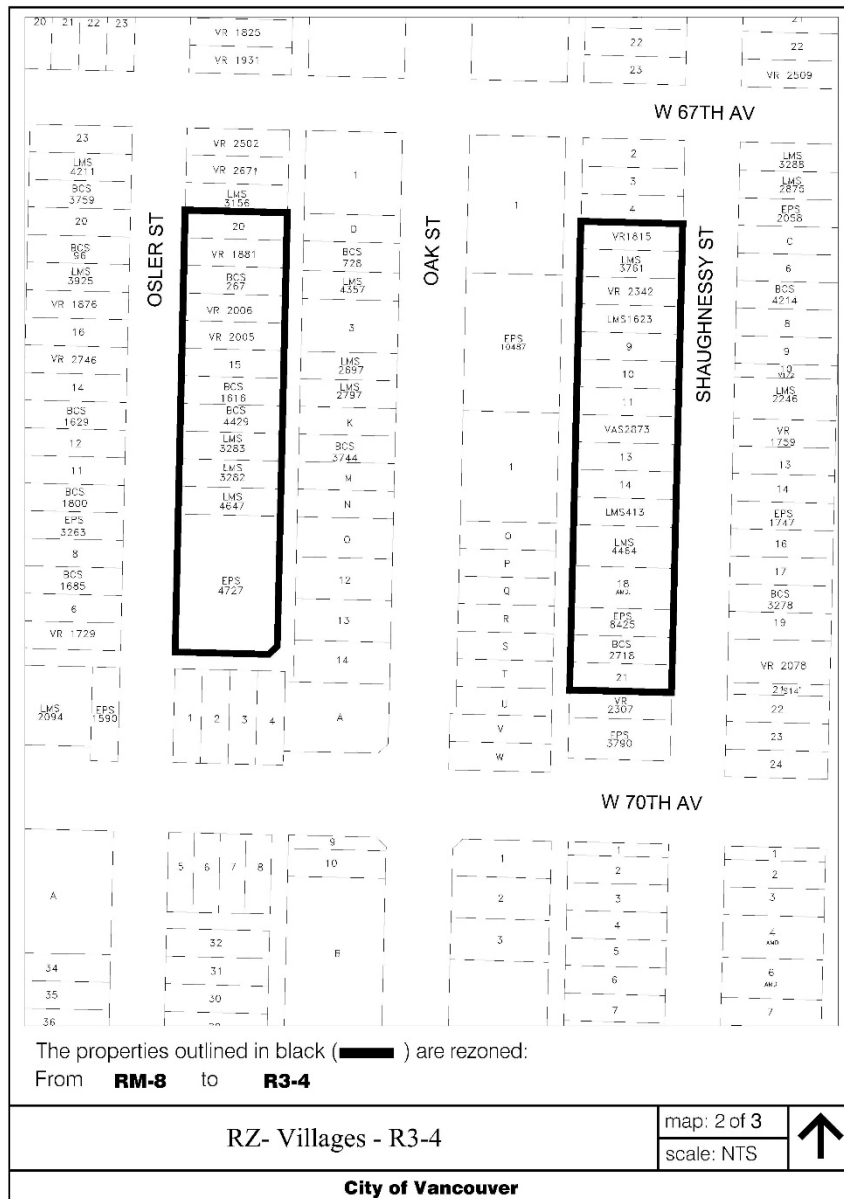 20 21 22 23
VR 1825
VR 1931
21
22
23
22
VR 2509
W 67TH AV
23
LMS
4211
BCS
3759
20
BCS
96
LMS
3925
VR 1876
16
VR 2746
14
BCS
1629
12
11
BCS
1800
EPS
3263
8
BCS
1685
6
VR 1729
LMS
2094
EPS
1590
OSLER ST
VR 2502
VR 2671
LMS
3156
20
VR 1881
BCS
267
VR 2006
VR 2005
15
BCS
1616
BCS
4429
LMS
3283
LMS
3282
LMS
4647
EPS
4727
1 2 3 4
1
D
BCS
728
LMS
4357
3
LMS
2697
LMS
2797
K
BCS
3744
M
N
O
12
13
14
A
OAK ST
1
EPS
10487
1
O
P
Q
R
S
T
U
V
W
2
3
4
VR1815
LMS
3761
VR 2342
LMS1623
9
10
11
VAS2873
13
14
LMS413
LMS
4464
18
AMD.
EPS
8425
BCS
2718
21
VR
2307
EPS
3790
SHAUGHNESSY ST
LMS
3288
LMS
2875
EPS
2058
C
6
BCS
4214
8
9
10
N1/2
LMS
2246
VR
1759
13
14
EPS
1747
16
17
BCS
3278
19
VR 2078
22
23
24
W 70TH AV
A
34
35
36
5 6 7 8
32
31
30
9
10
B
1
2
3
1
2
3
4
5
6
7
1
2
3
4
AMD
6
AMD
7
The properties outlined in black ( ) are rezoned:
From RM-8 to R3-4
RZ- Villages - R3-4
map: 2 of 3
scale: NTS
City of Vancouver